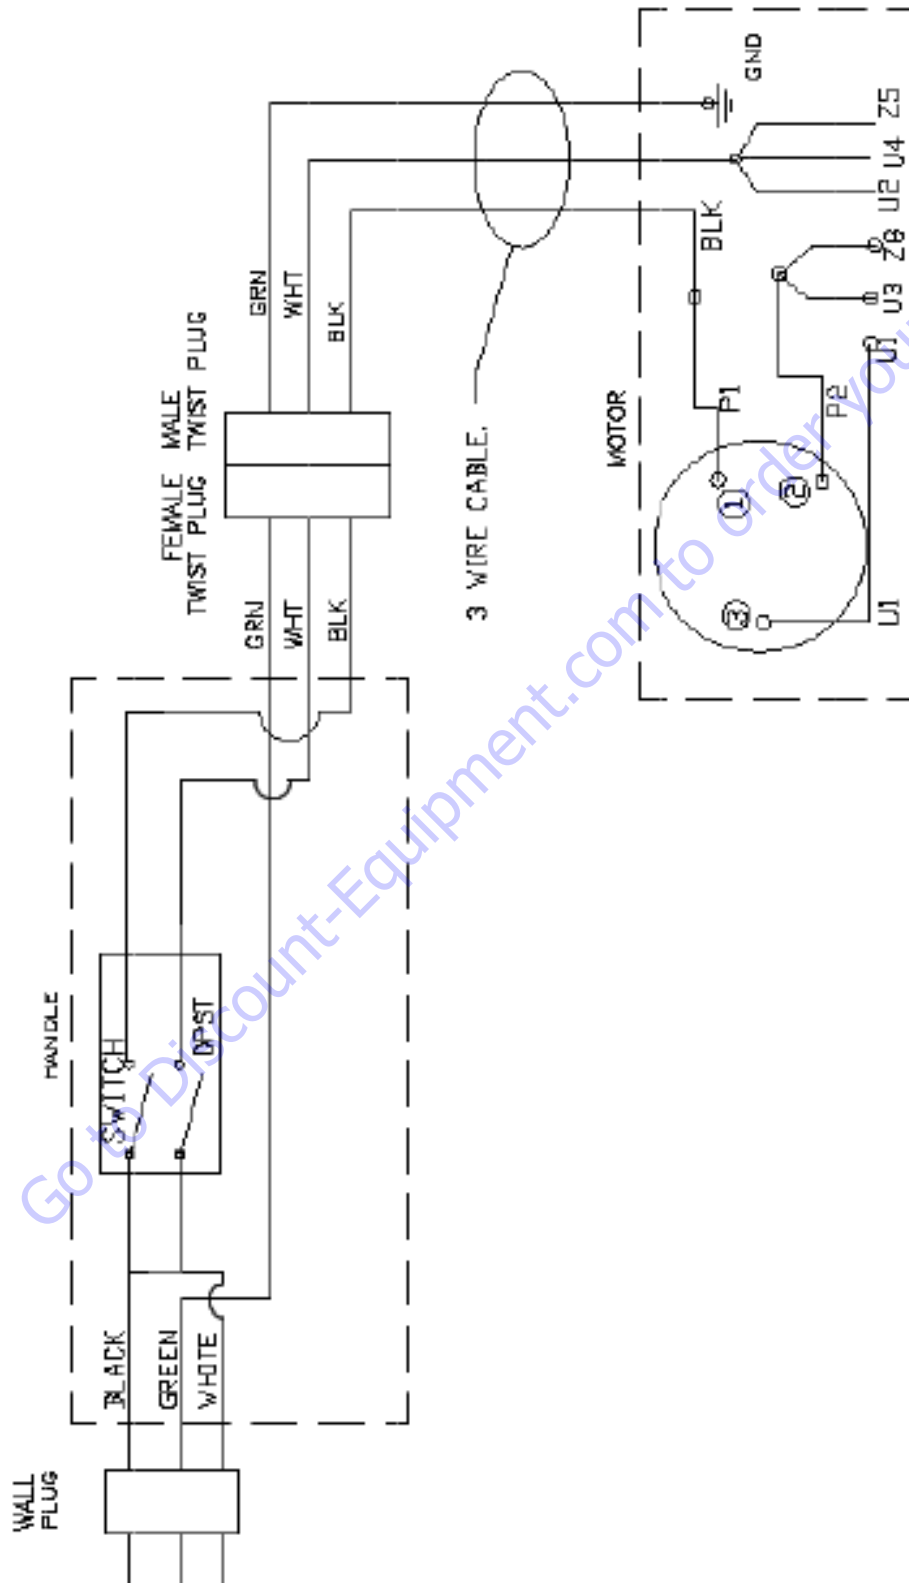 GND
Z5
U4
U2
Z8
U3
U1
BLK
P1
P2
MOTOR
1
2
3
U1
3 WIRE CABLE.
GRN
WHT
BLK
MALE
TWIST PLUG
FEMALE
TWIST PLUG
GRN
WHT
BLK
HANDLE
SWITCH
DPST
BLACK
GREEN
WHITE
WALL
PLUG
Go to Discount-Equipment.com to order your